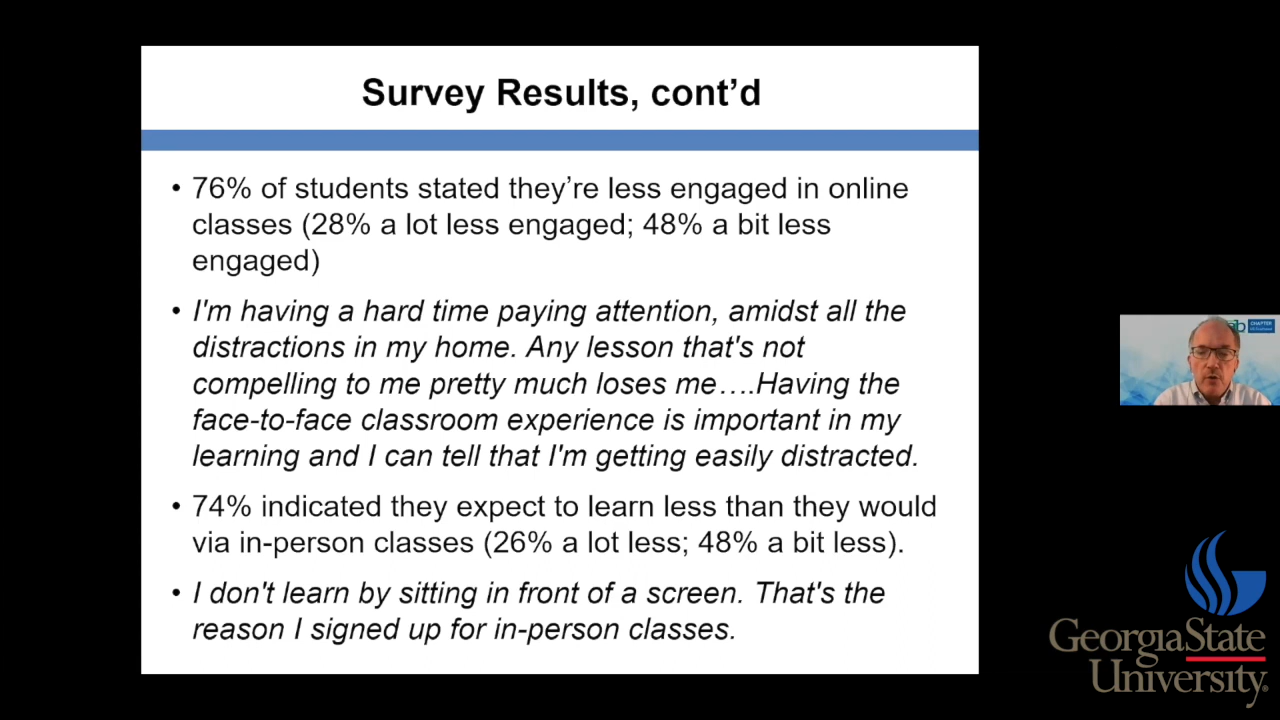 Survey Results, cont’d
• 76% of students stated they’re less engaged in online
classes (28% a lot less engaged; 48% a bit less
engaged)
• I'm having a hard time paying attention, amidst all the
distractions in my home. Any lesson that's not
compelling to me pretty much loses me….Having the
face-to-face classroom experience is important in my
learning and I can tell that I'm getting easily distracted.
• 74% indicated they expect to learn less than they would
via in-person classes (26% a lot less; 48% a bit less).
• I don't learn by sitting in front of a screen. That's the
reason I signed up for in-person classes.
CHAPTER
GeorgiaState
University®